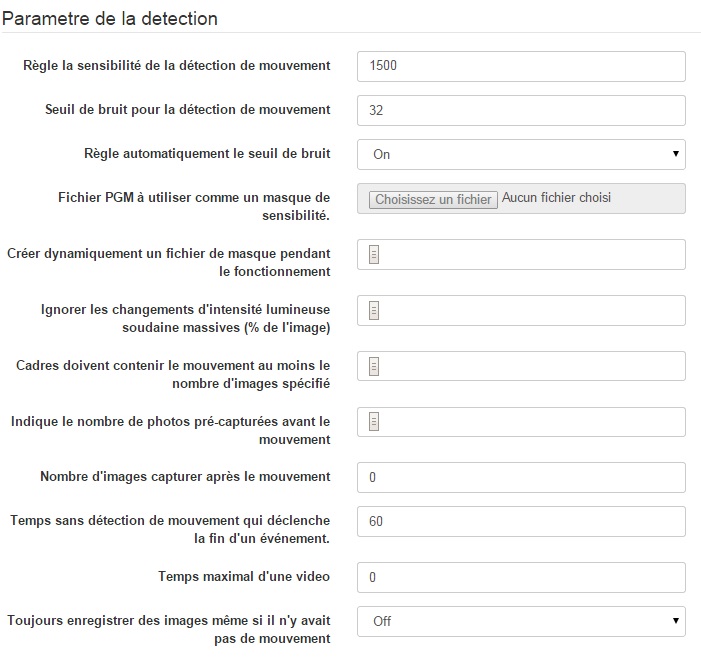 Parametre de la detection
Règle la sensibilité de la détection de mouvement
1500
Seuil de bruit pour la détection de mouvement
32
Règle automatiquement le seuil de bruit
On
Fichier PGM à utiliser comme un masque de
sensibilité.
Choisissez un fichier Aucun fichier choisi
Créer dynamiquement un fichier de masque pendant
le fonctionnement
Ignorer les changements d'intensité lumineuse
soudaine massives (% de l'image)
Cadres doivent contenir le mouvement au moins le
nombre d'images spécifié
Indique le nombre de photos pré-capturées avant le
mouvement
Nombre d'images capturer après le mouvement
0
Temps sans détection de mouvement qui déclenche
la fin d'un événement.
60
Temps maximal d'une video
0
Toujours enregistrer des images même si il n'y avait
pas de mouvement
Off